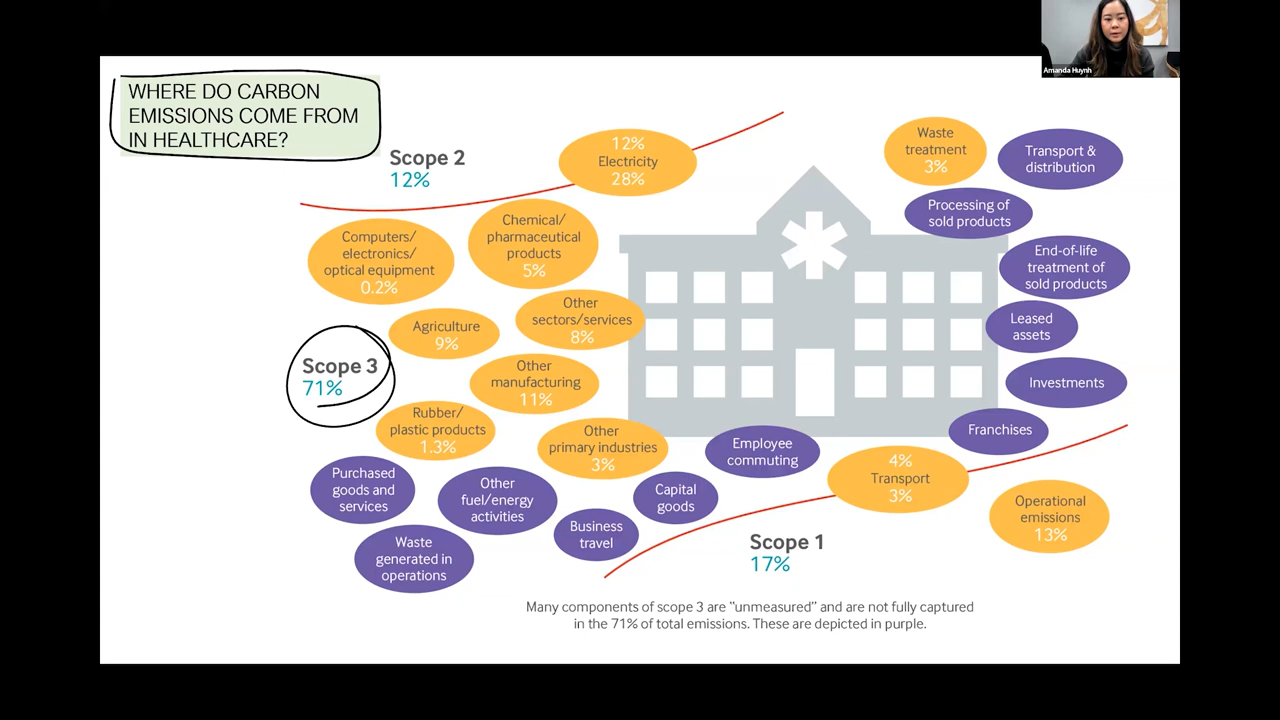 Amanda Huynh
WHERE DO CARBON
EMISSIONS COME FROM
IN HEALTHCARE?
Scope 2
12%
12%
Electricity
28%
Waste
treatment
3%
Transport &
distribution
Processing of
sold products
Computers/
electronics/
optical equipment
0.2%
Chemical/
pharmaceutical
products
5%
End-of-life
treatment of
sold products
Agriculture
9%
Other
sectors/services
8%
Leased
assets
Scope 3
71%
Other
manufacturing
11%
Investments
Rubber/
plastic products
1.3%
Other
primary industries
3%
Employee
commuting
Franchises
4%
Transport
3%
Purchased
goods and
services
Other
fuel/energy
activities
Capital
goods
Operational
emissions
13%
Business
travel
Waste
generated in
operations
Scope 1
17%
Many components of scope 3 are "unmeasured" and are not fully captured
in the 71% of total emissions. These are depicted in purple.